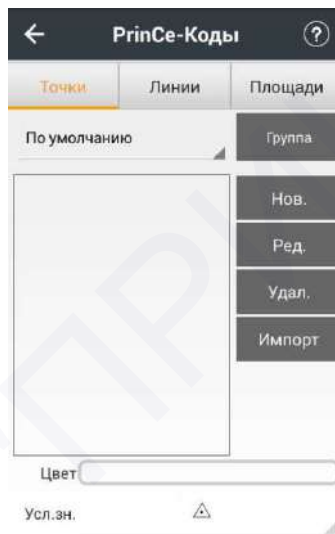 PrinCe-Коды ?
Точки Линии Площади
По умолчанию Группа
Нов.
Ред.
Удал.
Импорт
Цвет
Усл.зн.